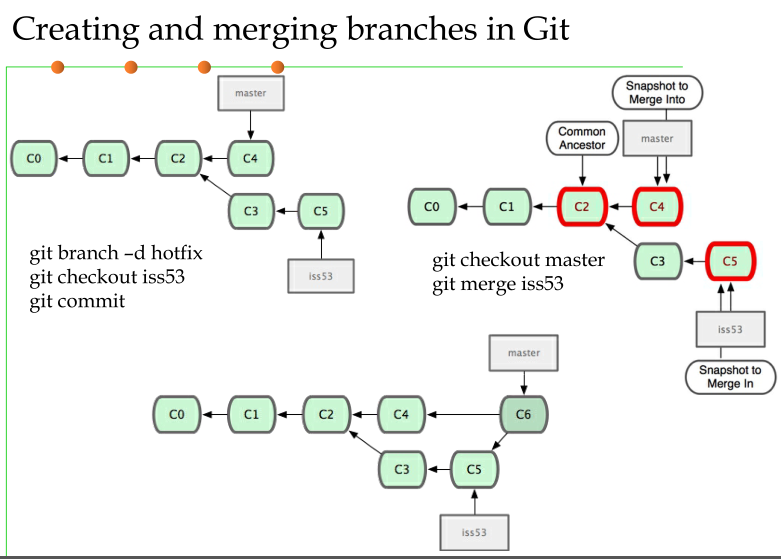 Creating and merging branches in Git
master
C0
C1
C2
C4
C3
C5
iss53
git branch –d hotfix
git checkout iss53
git commit
Snapshot to
Merge Into
Common
Ancestor
master
C0
C1
C2
C4
C3
C5
git checkout master
git merge iss53
iss53
Snapshot to
Merge In
master
C0
C1
C2
C4
C6
C3
C5
iss53